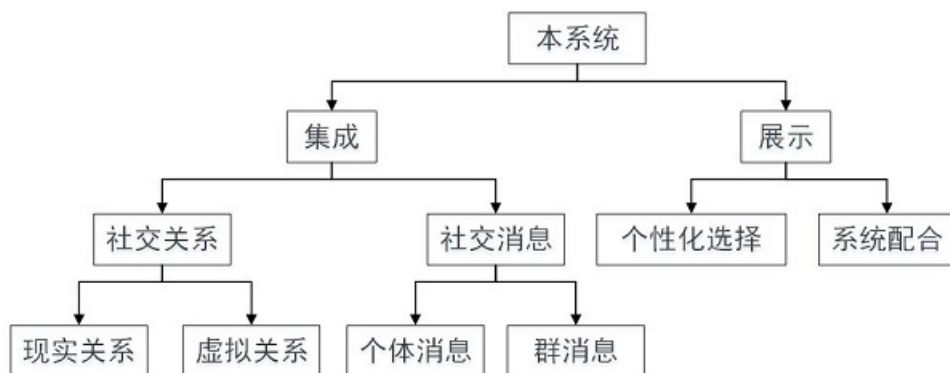 本系统
集成
展示
社交关系
社交消息
个性化选择
系统配合
现实关系
虚拟关系
个体消息
群消息